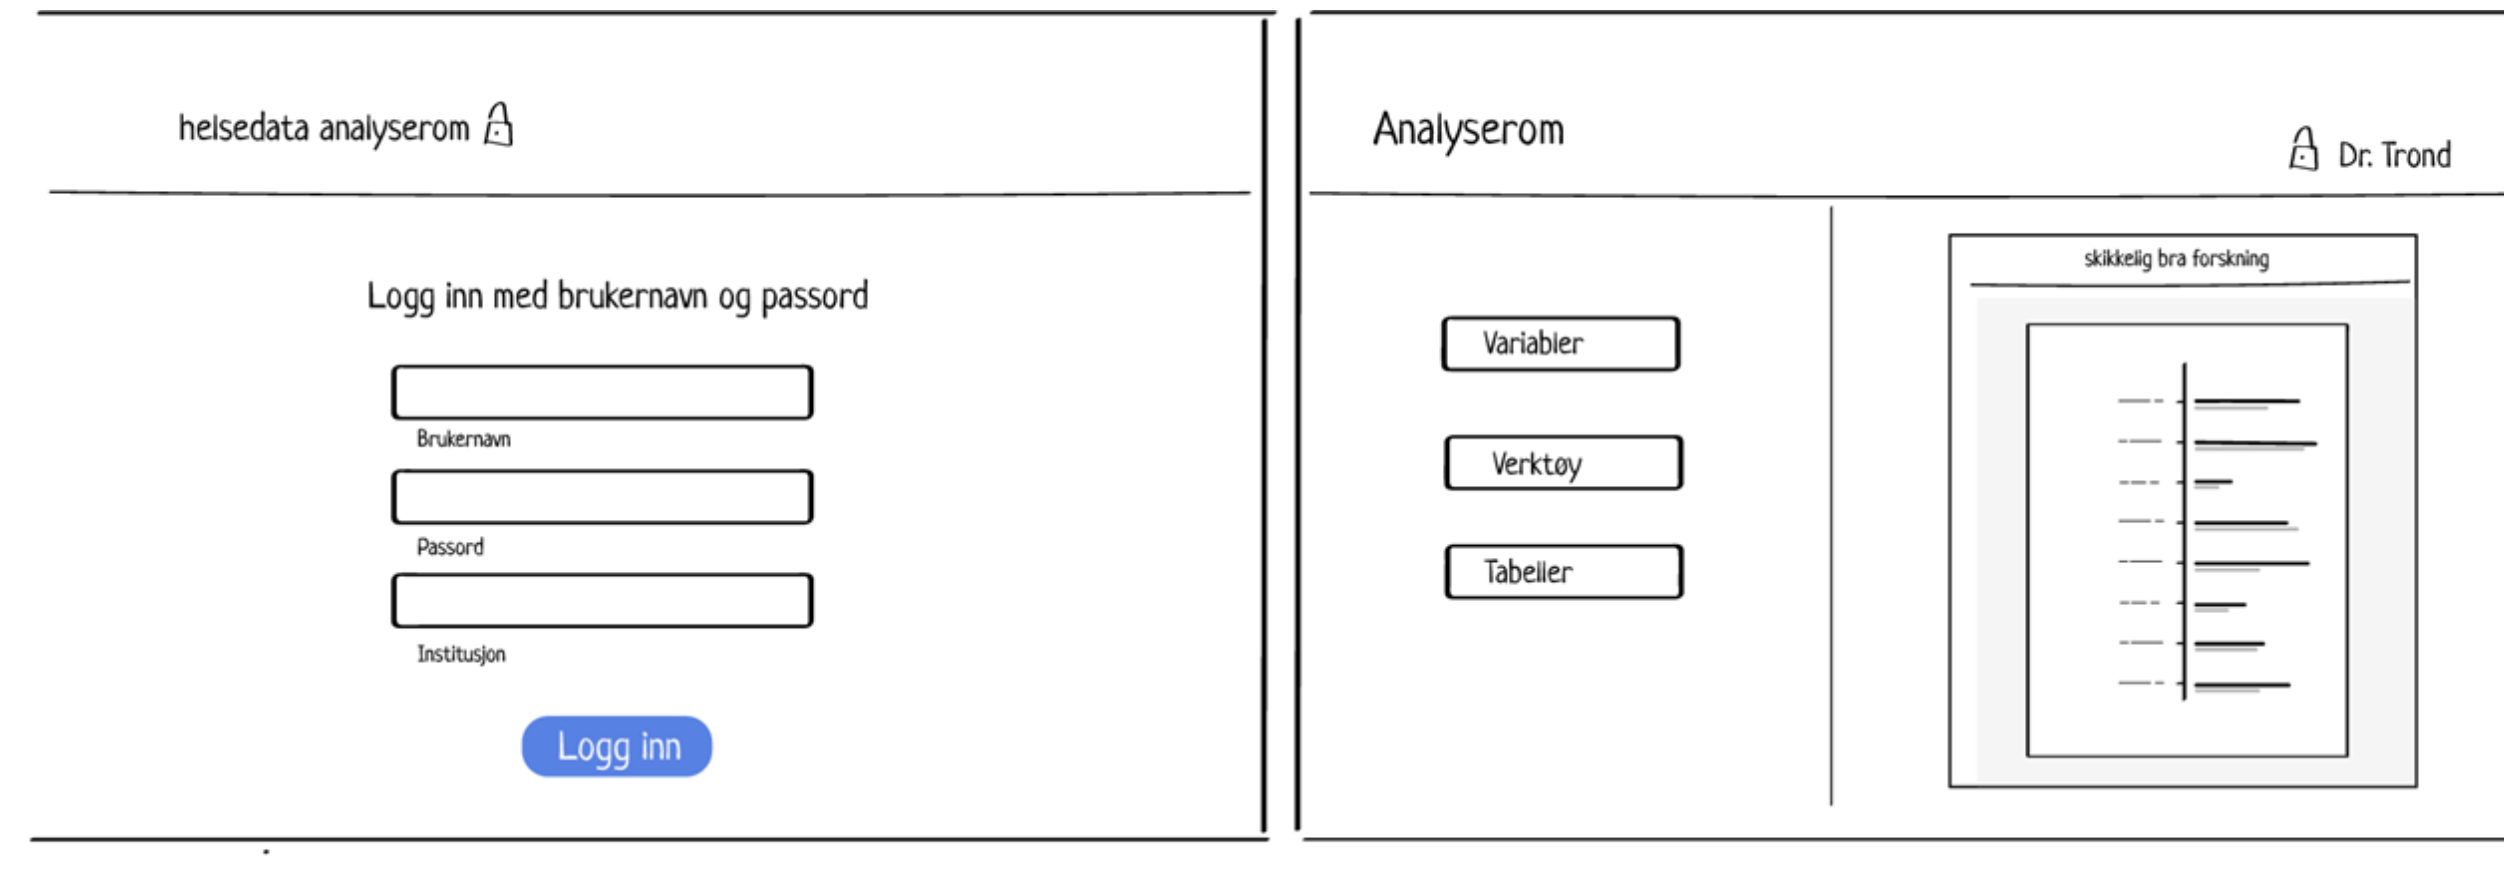 helsedata analyserom
Logg inn med brukernavn og passord
Brukernavn
Passord
Institusjon
Logg inn
Analyserom
Dr. Trond
Variabler
Verktøy
Tabeller
skikkelig bra forskning